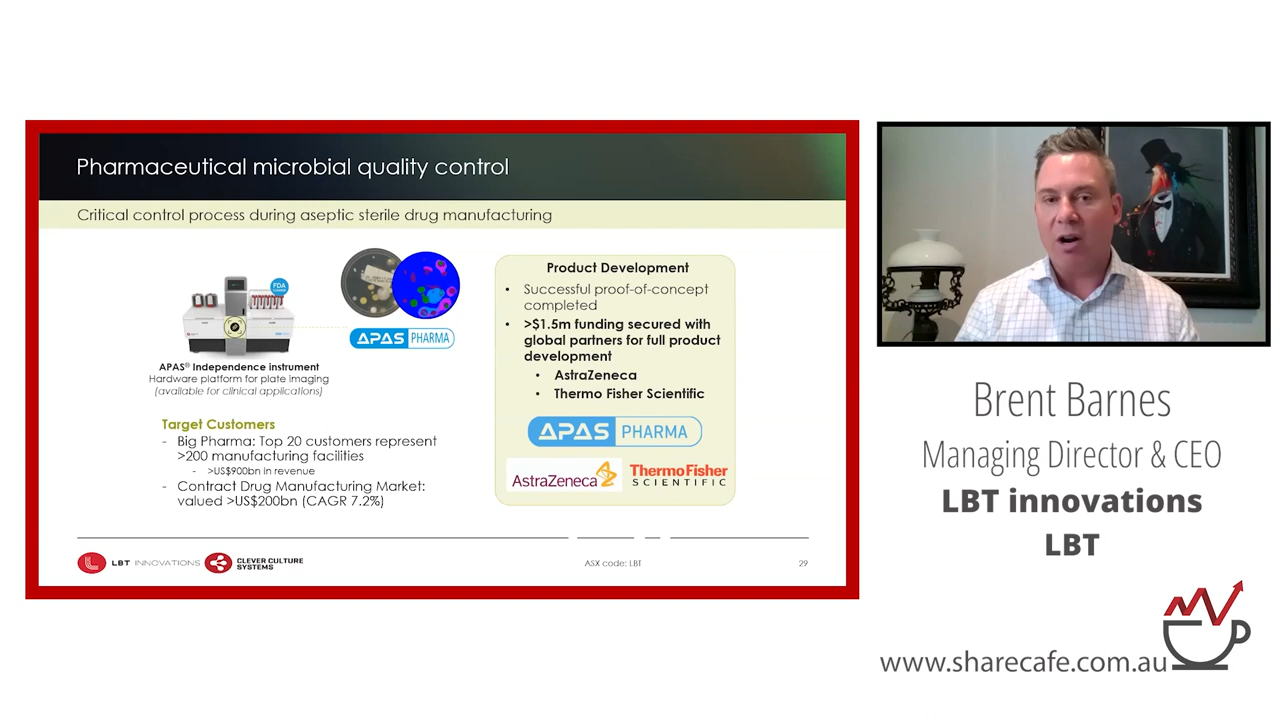 Pharmaceutical microbial quality control
Critical control process during aseptic sterile drug manufacturing
FDA
APAS PHARMA
APAS® Independence instrument
Hardware platform for plate imaging
(available for clinical applications)
Target Customers
- Big Pharma: Top 20 customers represent
>200 manufacturing facilities
- >US$900bn in revenue
- Contract Drug Manufacturing Market:
valued >US$200bn (CAGR 7.2%)
Product Development
• Successful proof-of-concept
completed
• >$1.5m funding secured with
global partners for full product
development
• AstraZeneca
• Thermo Fisher Scientific
APAS PHARMA
AstraZeneca
ThermoFisher
SCIENTIFIC
LBT INNOVATIONS
CLEVER CULTURE
SYSTEMS
ASX code: LBT
29
Brent Barnes
Managing Director & CEO
LBT innovations
LBT
www.sharecafe.com.au